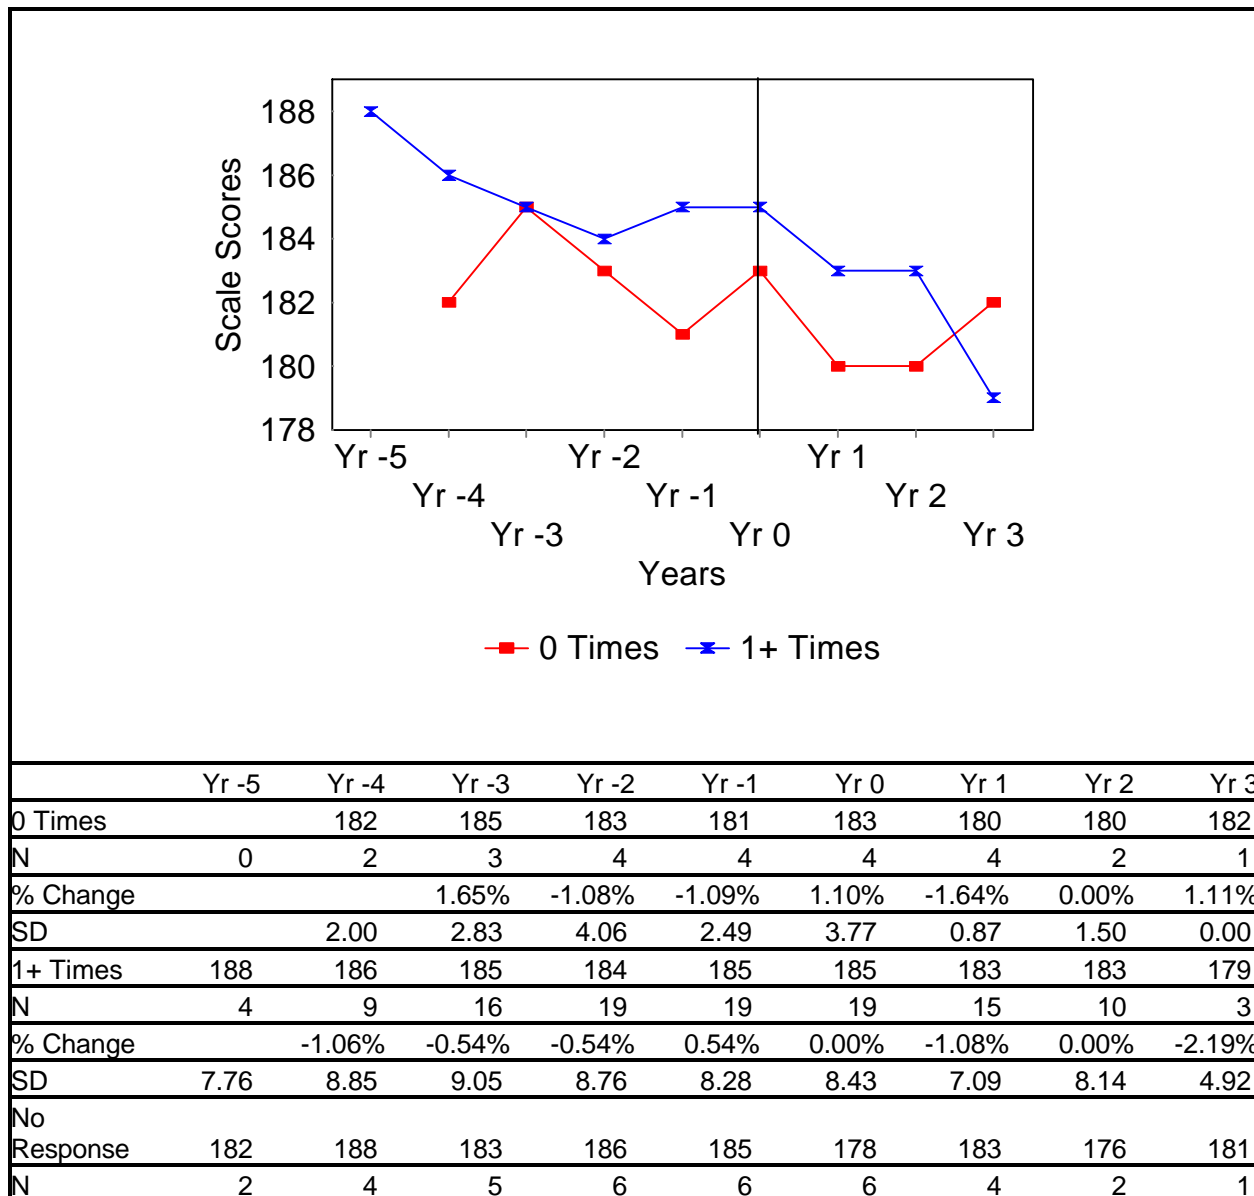 188
186
184
182
180
178
Scale Scores
Yr -5 Yr -2 Yr 1
Yr -4 Yr -1 Yr 2
Yr -3 Yr 0 Yr 3
Years
0 Times 1+ Times
Yr -5 Yr -4 Yr -3 Yr -2 Yr -1 Yr 0 Yr 1 Yr 2 Yr 3
0 Times 182 185 183 181 183 180 180 182
N 0 2 3 4 4 4 4 2 1
% Change 1.65% -1.08% -1.09% 1.10% -1.64% 0.00% 1.11%
SD 2.00 2.83 4.06 2.49 3.77 0.87 1.50 0.00
1+ Times 188 186 185 184 185 185 183 183 179
N 4 9 16 19 19 19 15 10 3
% Change -1.06% -0.54% -0.54% 0.54% 0.00% -1.08% 0.00% -2.19%
SD 7.76 8.85 9.05 8.76 8.28 8.43 7.09 8.14 4.92
No
Response 182 188 183 186 185 178 183 176 181
N 2 4 5 6 6 6 4 2 1